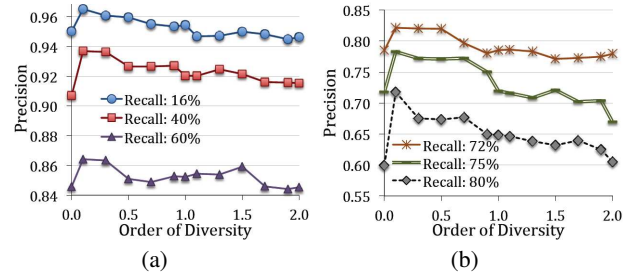 (a)
0.96
0.94
0.92
0.90
0.88
0.86
0.84
Precision
Recall: 16%
Recall: 40%
Recall: 60%
0.0 0.5 1.0 1.5 2.0
Order of Diversity
(a)
(b)
0.85
0.80
0.75
0.70
0.65
0.60
0.55
Precision
Recall: 72%
Recall: 75%
Recall: 80%
0.0 0.5 1.0 1.5 2.0
Order of Diversity
(b)